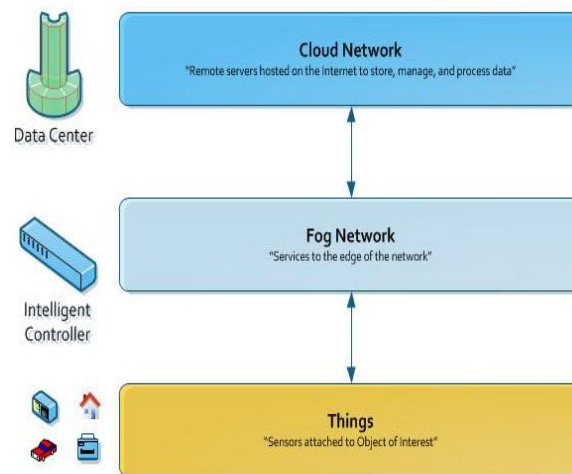 Cloud Network
"Remote servers hosted on the Internet to store, manage, and process data"
Data Center
Fog Network
"Services to the edge of the network"
Intelligent
Controller
Things
"Sensors attached to Object of Interest"